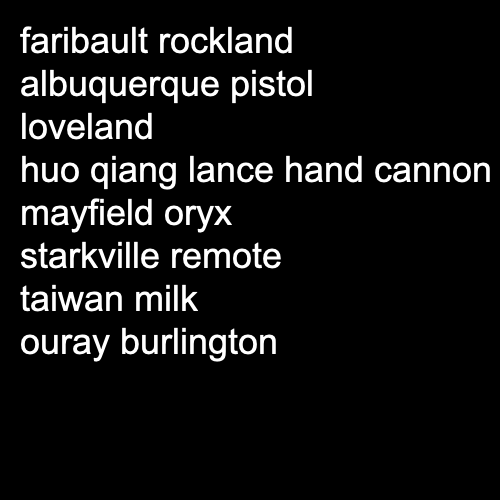 faribault rockland
albuquerque pistol
loveland
huo qiang lance hand cannon
mayfield oryx
starkville remote
taiwan milk
ouray burlington